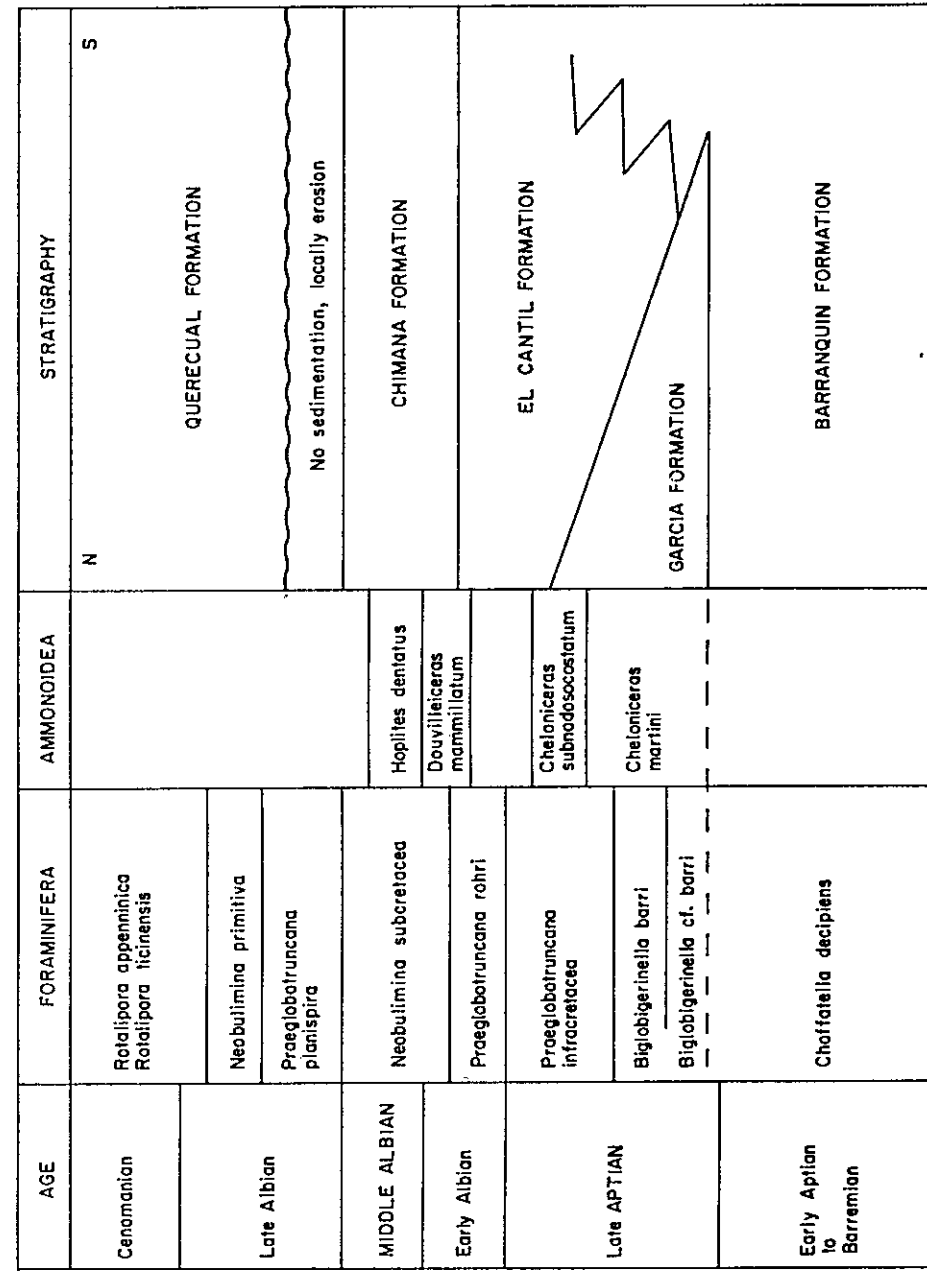 AGE
FORAMINIFERA
AMMONOIDEA
STRATIGRAPHY
Cenomanian
Late Albian
MIDDLE ALBIAN
Early Albian
Late APTIAN
Early Aptian
to
Barremian
Rotalipora appenninica
Rotalipora ticinensis
Neobulimina primitiva
Praeglobotruncana
planispira
Neobulimina subcretacea
Praeglobotruncana rohri
Praeglobotruncana
infracretacea
Biglobigerinella barri
Biglobigerinella cf. barri
Choffatella decipiens
Hoplites dentatus
Douvilleiceras
mammillatum
Cheloniceras
subnodosocostatum
Cheloniceras
martini
N
S
QUERECUAL FORMATION
No sedimentation, locally erosion
CHIMANA FORMATION
EL CANTIL FORMATION
GARCIA FORMATION
BARRANQUIN FORMATION